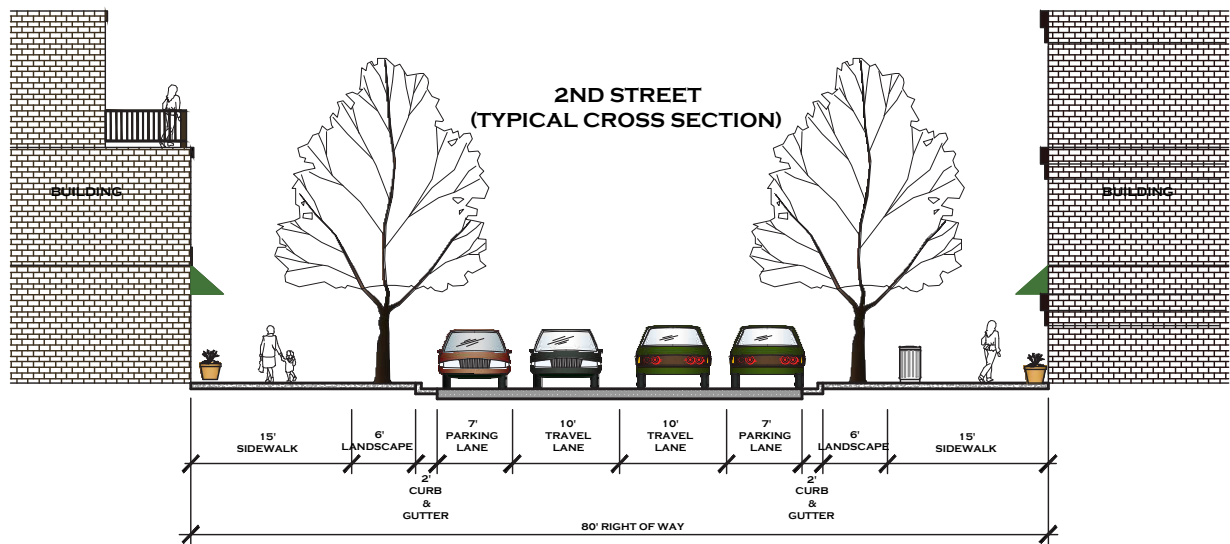 2ND STREET
(TYPICAL CROSS SECTION)
BUILDING
BUILDING
15'
SIDEWALK
6'
LANDSCAPE
2'
CURB
&
GUTTER
7'
PARKING
LANE
10'
TRAVEL
LANE
10'
TRAVEL
LANE
7'
PARKING
LANE
2'
CURB
&
GUTTER
6'
LANDSCAPE
15'
SIDEWALK
80' RIGHT OF WAY